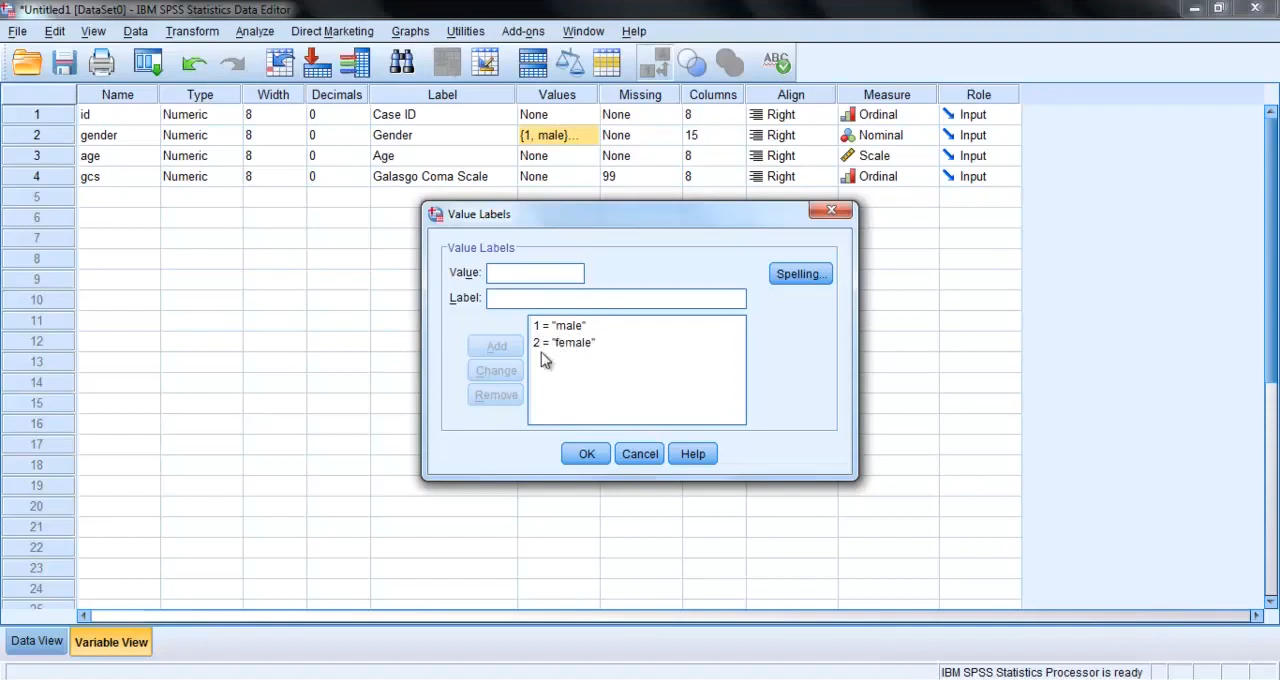 *Untitled1 [DataSet0] - IBM SPSS Statistics Data Editor
File Edit View Data Transform Analyze Direct Marketing Graphs Utilities Add-ons Window Help
ABC
Name Type Width Decimals Label Values Missing Columns Align Measure Role
1 id Numeric 8 0 Case ID None None 8 Right Ordinal Input
2 gender Numeric 8 0 Gender {1, male}... None 15 Right Nominal Input
3 age Numeric 8 0 Age None None 8 Right Scale Input
4 gcs Numeric 8 0 Galasgo Coma Scale None 99 8 Right Ordinal Input
5
6
7
8
9
10
11
12
13
14
15
16
17
18
19
20
21
22
23
24
25
Value Labels
Value Labels
Value:
Spelling...
Label:
1 = "male"
2 = "female"
Add
Change
Remove
OK Cancel Help
Data View Variable View
IBM SPSS Statistics Processor is ready